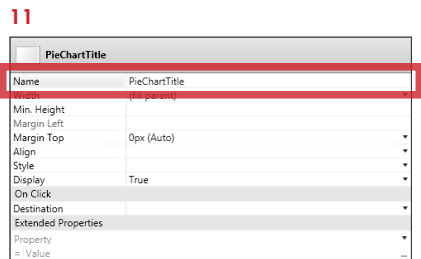 11
PieChartTitle
Name PieChartTitle
Width (fill parent)
Min. Height
Margin Left
Margin Top 0px (Auto)
Align
Style
Display True
On Click
Destination
Extended Properties
Property
= Value ...